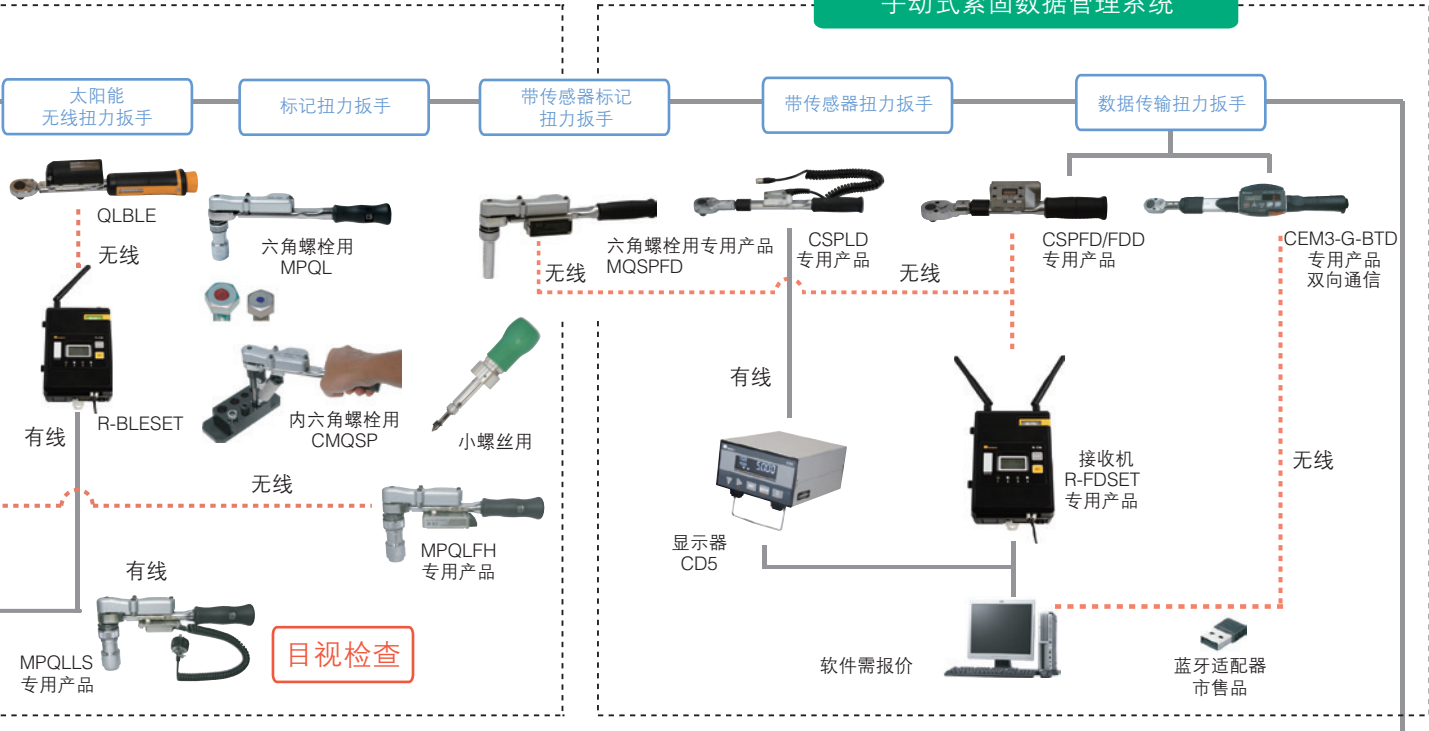 手动式紧固数据管理系统
太阳能
无线扭力扳手
标记扭力扳手
带传感器标记
扭力扳手
带传感器扭力扳手
数据传输扭力扳手
QLBLE
无线
六角螺栓用
MPQL
六角螺栓用专用产品
MQSPFD
无线
CSPLD
专用产品
无线
CSPFD/FDD
专用产品
CEM3-G-BTD
专用产品
双向通信
R-BLESET
有线
内六角螺栓用
CMQSP
小螺丝用
有线
接收机
R-FDSET
专用产品
无线
无线
MPQLFH
专用产品
显示器
CD5
有线
MPQLLS
专用产品
目视检查
软件需报价
蓝牙适配器
市售品